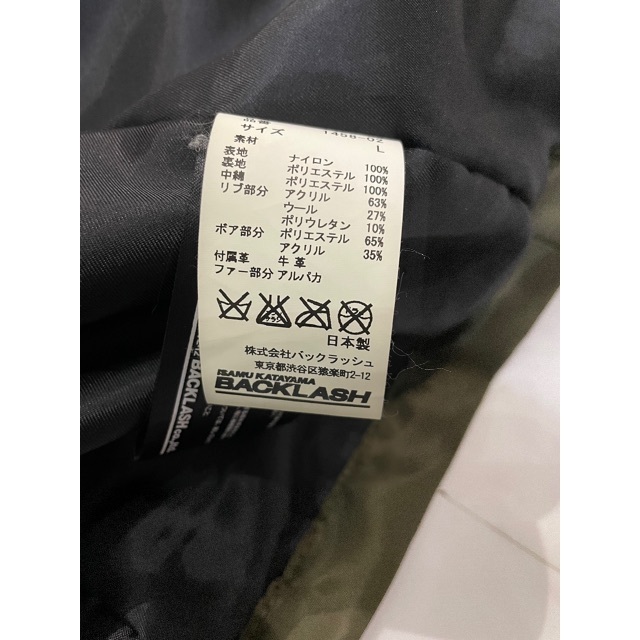 品番 1458-02
サイズ L
素材
表地 ナイロン 100%
裏地 ポリエステル 100%
中綿 ポリエステル 100%
リブ部分 アクリル 63%
ウール 27%
ポリウレタン 10%
ボア部分 ポリエステル 65%
アクリル 35%
付属革 牛革
ファー部分 アルパカ
日本製
株式会社バックラッシュ
東京都渋谷区猿楽町2-12
ISAMU KATAYAMA
BACKLASH
BACKLASH